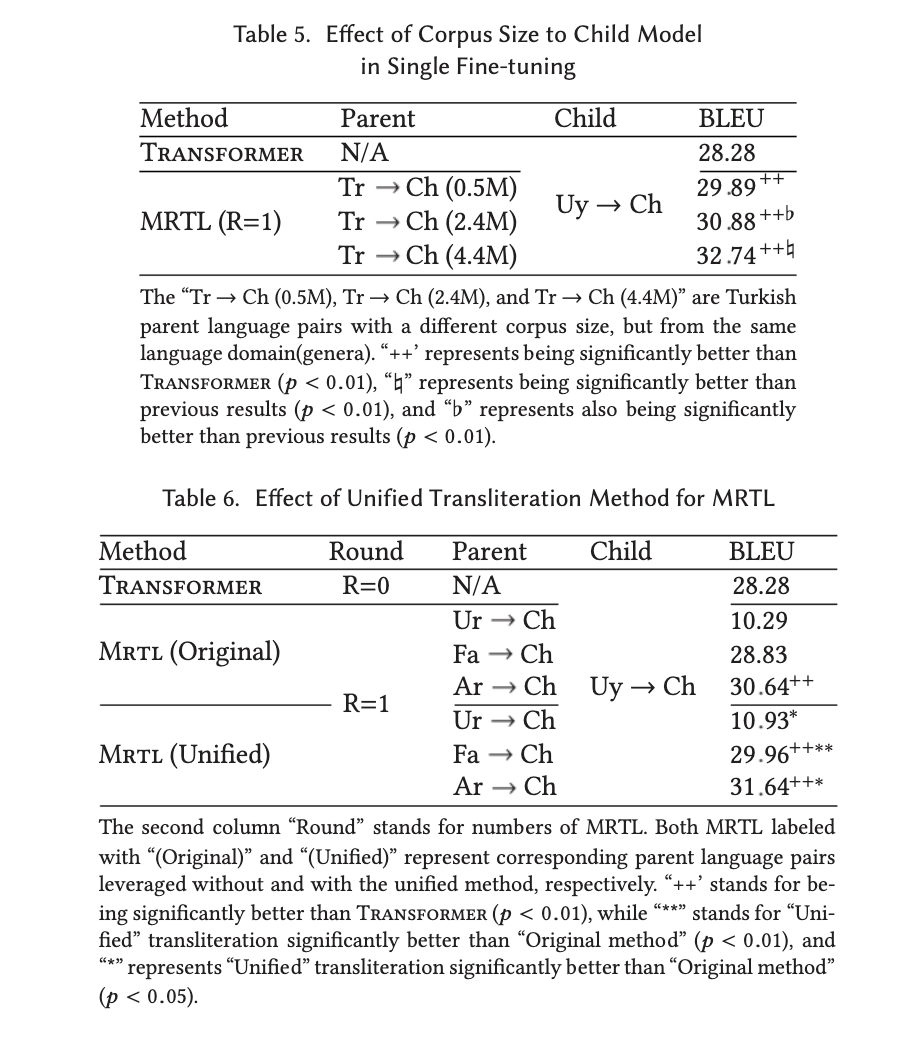 Table 5. Effect of Corpus Size to Child Model
in Single Fine-tuning
Method Parent Child BLEU
TRANSFORMER N/A 28.28
Tr → Ch (0.5M) 29.89++
MRTL (R=1) Tr → Ch (2.4M) Uy → Ch 30.88++♭
Tr → Ch (4.4M) 32.74++♮
The “Tr → Ch (0.5M), Tr → Ch (2.4M), and Tr → Ch (4.4M)” are Turkish
parent language pairs with a different corpus size, but from the same
language domain(genera). “++’ represents being significantly better than
TRANSFORMER (p < 0.01), “♮” represents being significantly better than
previous results (p < 0.01), and “♭” represents also being significantly
better than previous results (p < 0.01).
Table 6. Effect of Unified Transliteration Method for MRTL
Method Round Parent Child BLEU
TRANSFORMER R=0 N/A 28.28
Ur → Ch 10.29
MRTL (Original) Fa → Ch 28.83
Ar → Ch Uy → Ch 30.64++
R=1
Ur → Ch 10.93*
MRTL (Unified) Fa → Ch 29.96++**
Ar → Ch 31.64++*
The second column “Round” stands for numbers of MRTL. Both MRTL labeled
with “(Original)” and “(Unified)” represent corresponding parent language pairs
leveraged without and with the unified method, respectively. “++’ stands for be-
ing significantly better than TRANSFORMER (p < 0.01), while “**” stands for “Uni-
fied” transliteration significantly better than “Original method” (p < 0.01), and
“*” represents “Unified” transliteration significantly better than “Original method”
(p < 0.05).